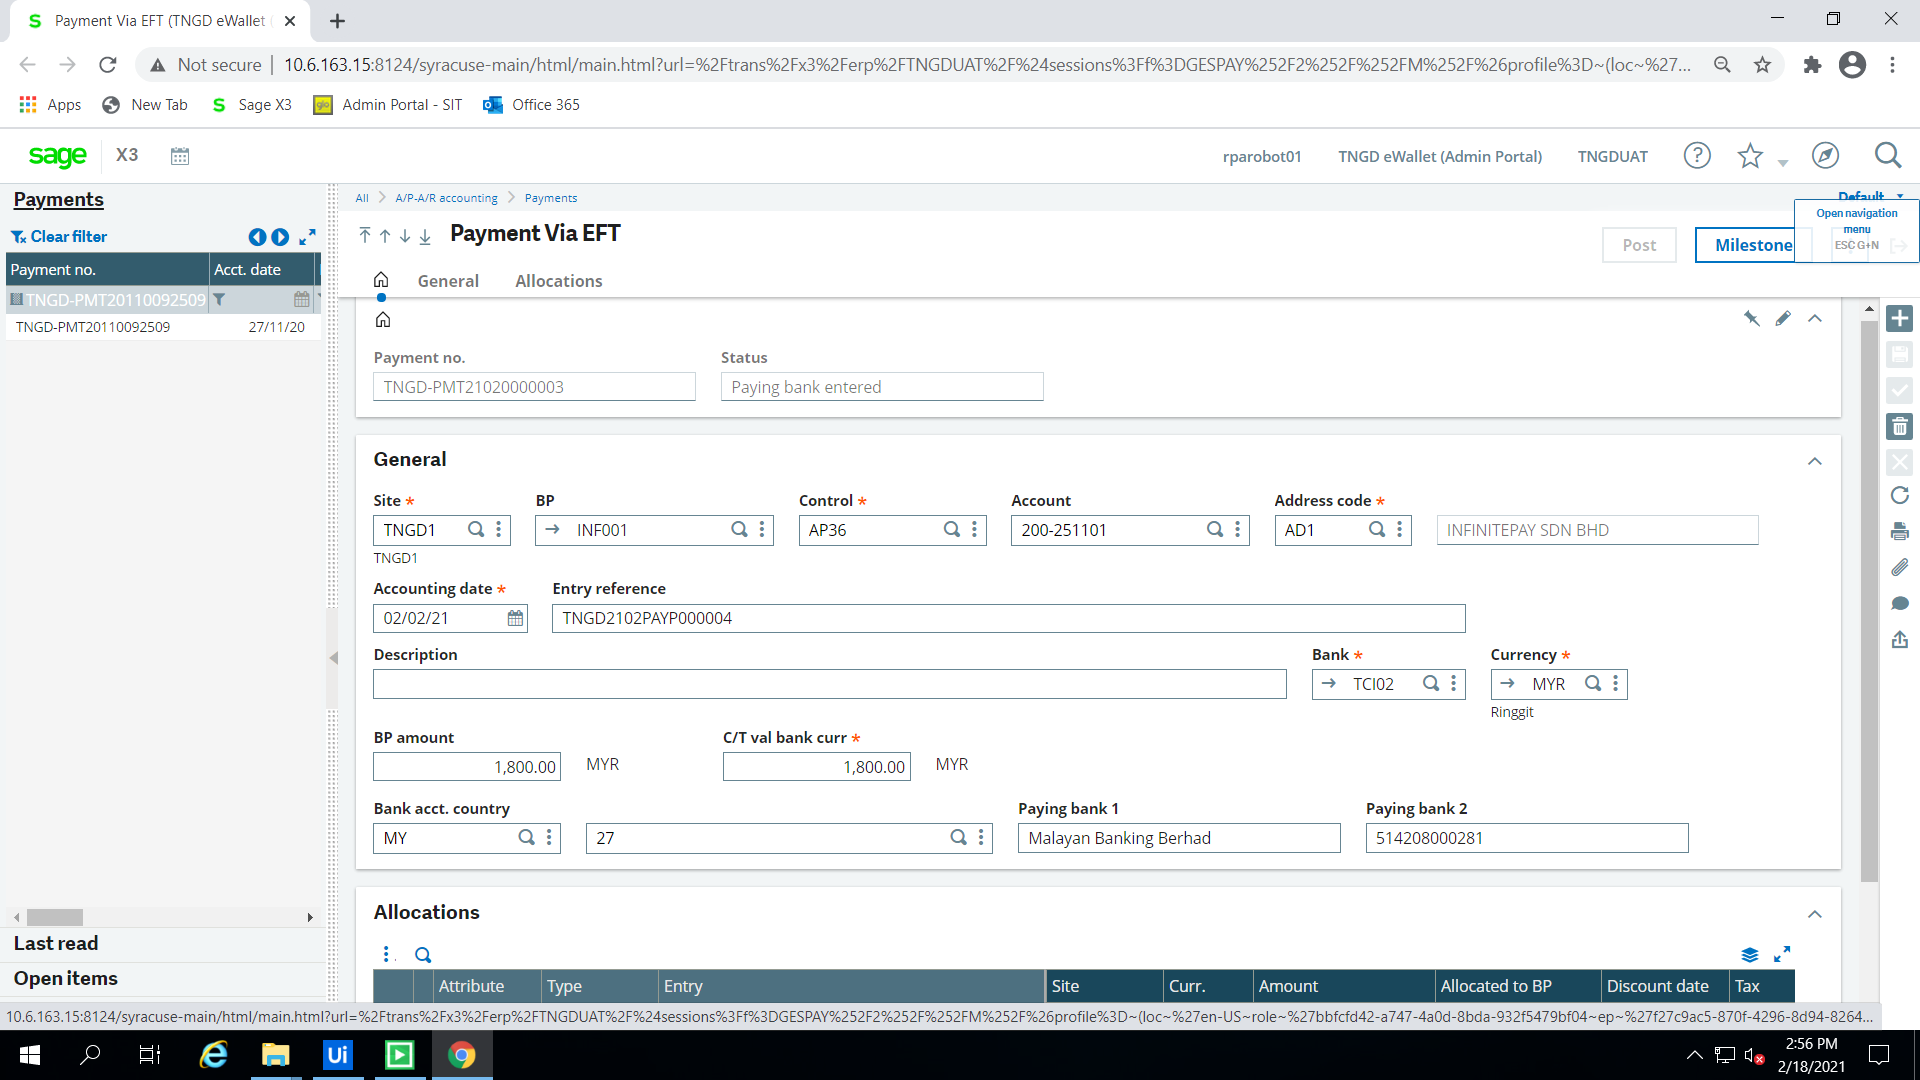 Payment Via EFT (TNGD eWallet (
Not secure
10.6.163.15:8124/syracuse-main/html/main.html?url=%2Ftrans%2Fx3%2Ferp%2FTNGDUAT%2F%24sessions%3Ff%3DGESPAY%252F2%252F%252FM%252F%26profile%3D~(loc~%27...
Apps
New Tab
Sage X3
Admin Portal - SIT
Office 365
sage
X3
rparobot01
TNGD eWallet (Admin Portal)
TNGDUAT
Payments
Clear filter
Payment no.
Acct. date
TNGD-PMT20110092509
TNGD-PMT20110092509
27/11/20
Last read
Open items
All
A/P-A/R accounting
Payments
Default
Open navigation
menu
ESC G+N
Payment Via EFT
Post
Milestone
General
Allocations
Payment no.
Status
TNGD-PMT21020000003
Paying bank entered
General
Site *
BP
Control *
Account
Address code *
TNGD1
INF001
AP36
200-251101
AD1
INFINITEPAY SDN BHD
TNGD1
Accounting date *
Entry reference
02/02/21
TNGD2102PAYP000004
Description
Bank *
Currency *
TCI02
MYR
Ringgit
BP amount
C/T val bank curr *
1,800.00
MYR
1,800.00
MYR
Bank acct. country
Paying bank 1
Paying bank 2
MY
27
Malayan Banking Berhad
514208000281
Allocations
Attribute
Type
Entry
Site
Curr.
Amount
Allocated to BP
Discount date
Tax
10.6.163.15:8124/syracuse-main/html/main.html?url=%2Ftrans%2Fx3%2Ferp%2FTNGDUAT%2F%24sessions%3Ff%3DGESPAY%252F2%252F%252FM%252F%26profile%3D~(loc~%27en-US~role~%27bbfcfd42-a747-4a0d-8bda-932f5479bf04~ep~%27f27c9ac5-870f-4296-8d94-8264...
Ui
2:56 PM
2/18/2021